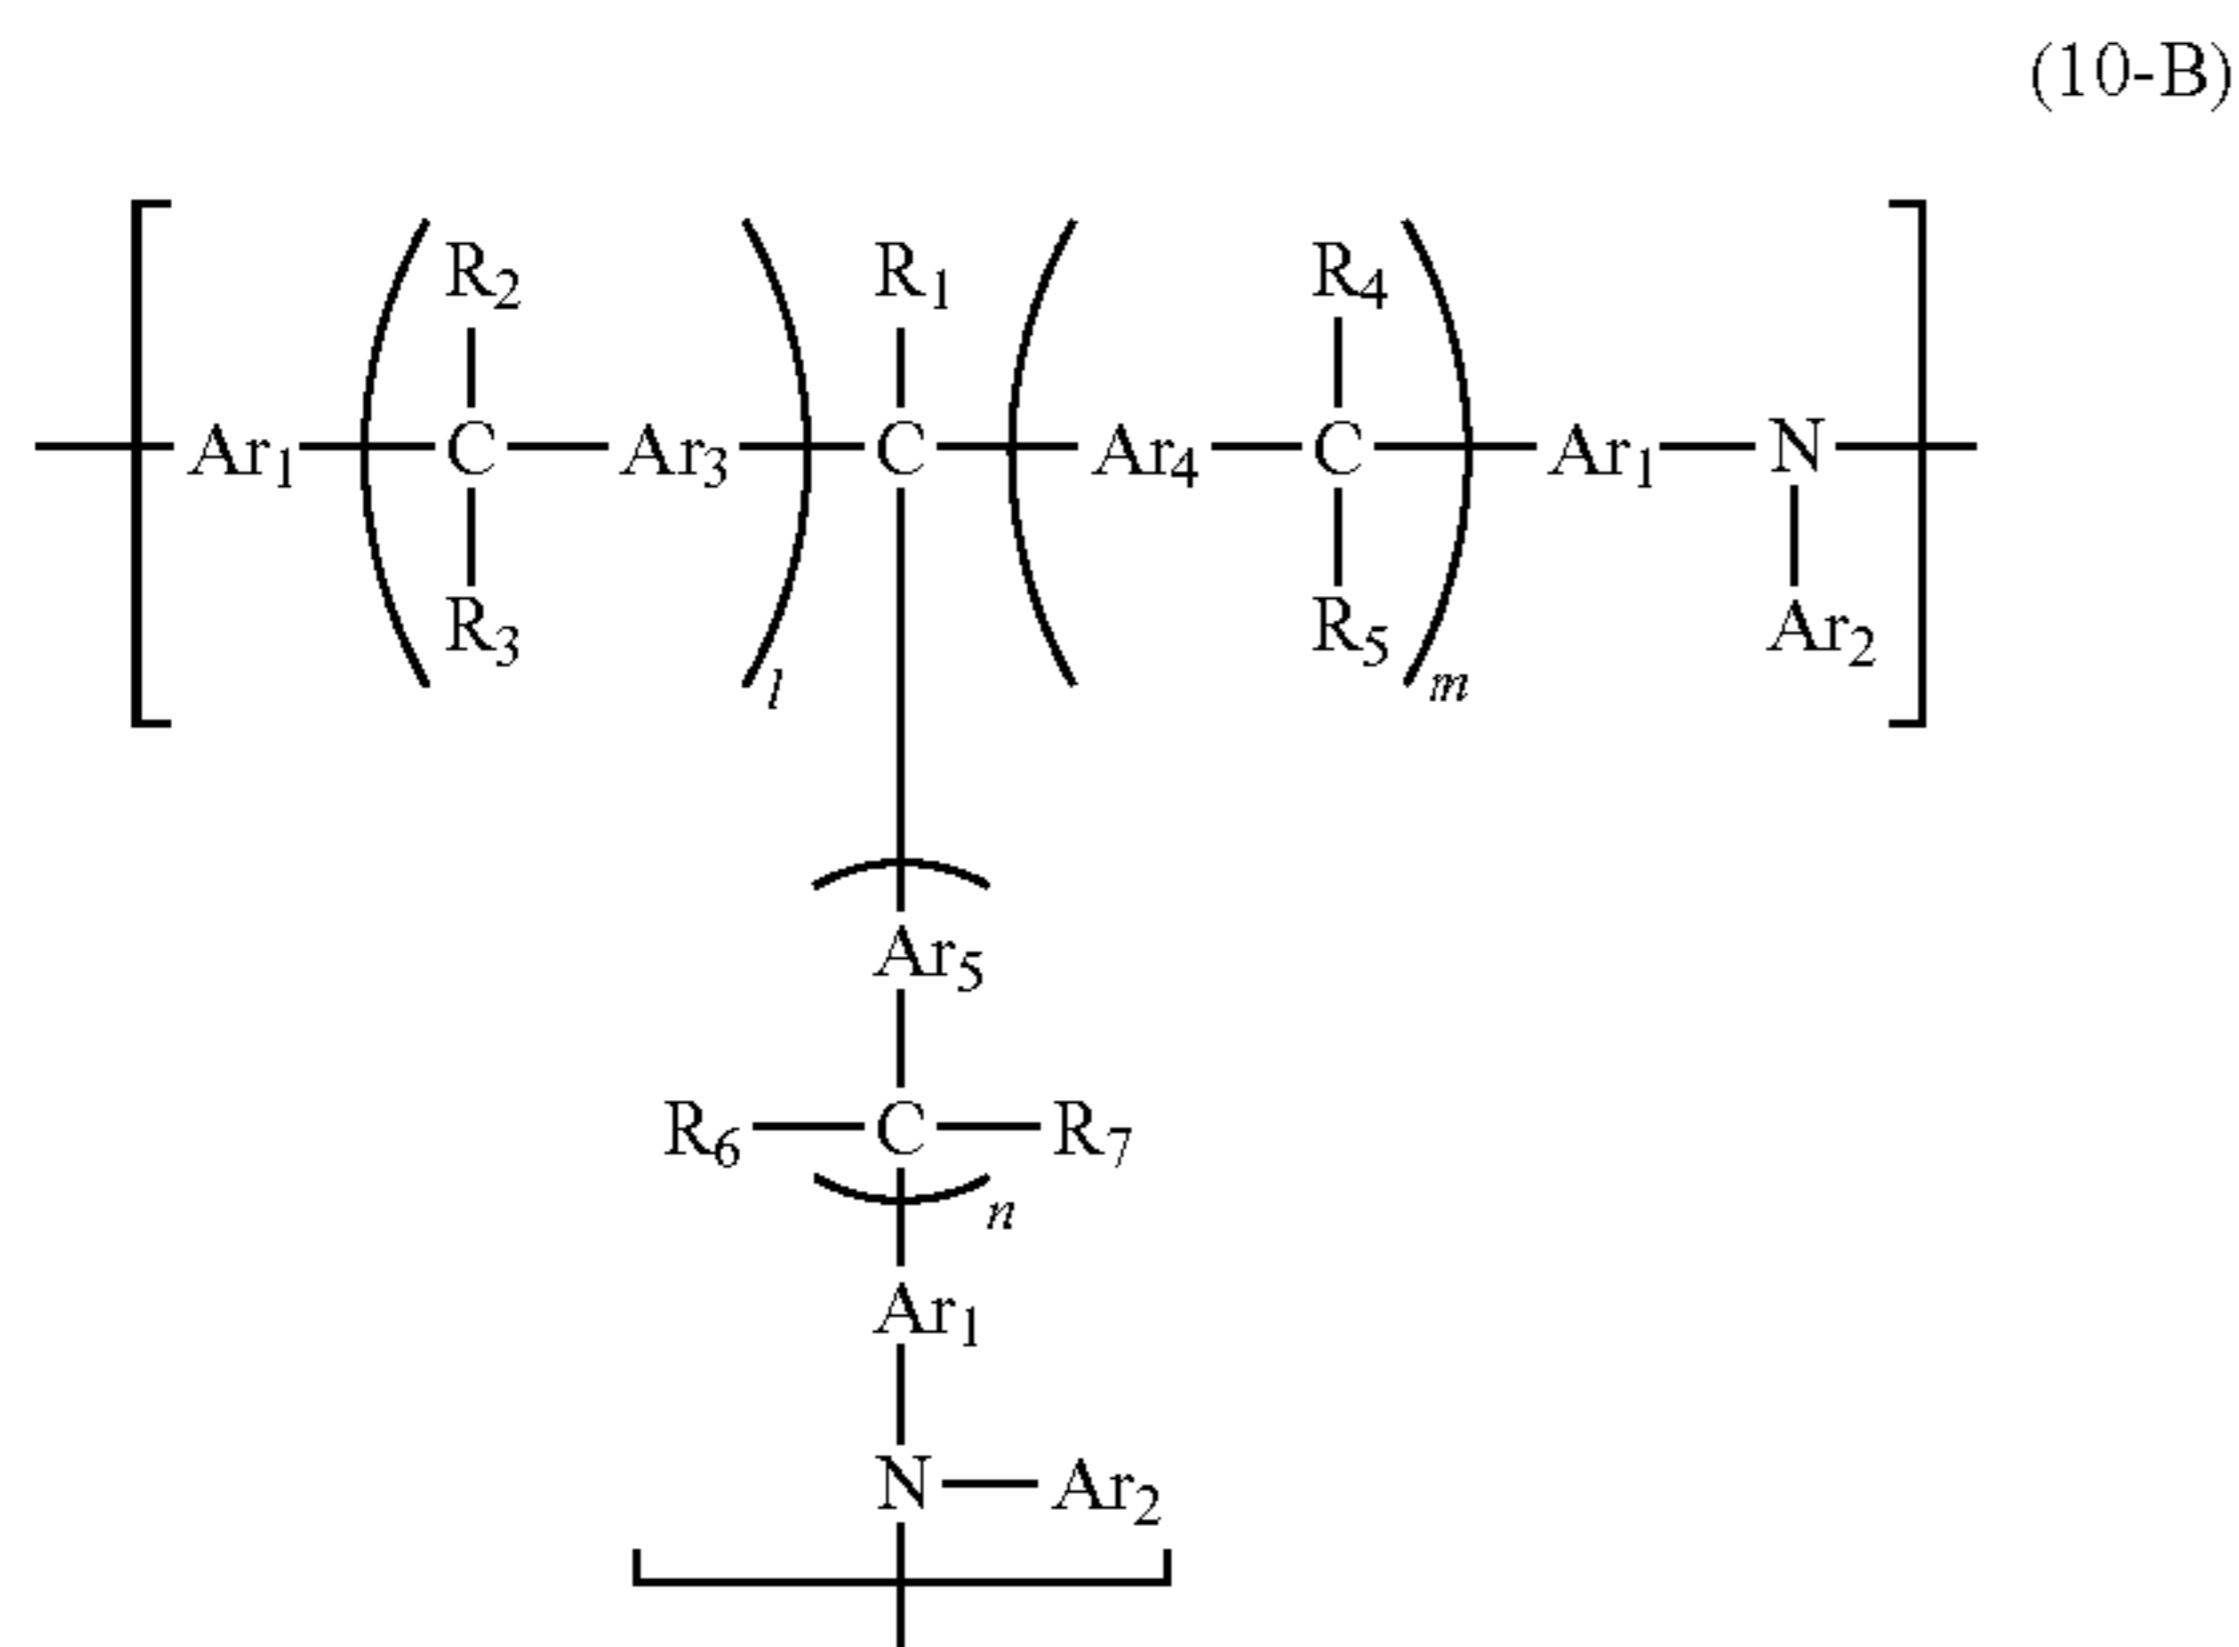 (10-B)
R2 R1 R4
Ar1 C Ar3 C Ar4 C Ar1 N
R3 R5 Ar2
l m
Ar5
R6 C R7
n
Ar1
N Ar2